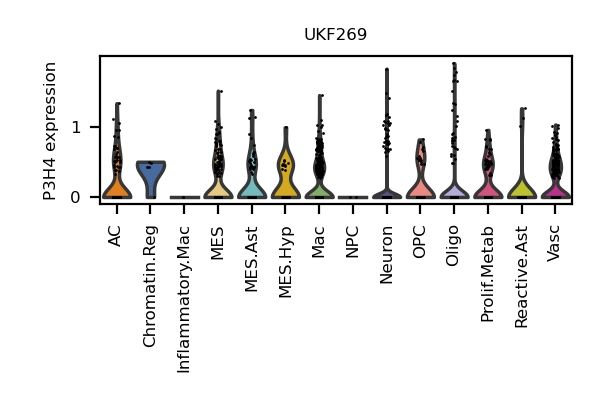 UKF269
P3H4 expression
1
0
AC
Chromatin.Reg
Inflammatory.Mac
MES
MES.Ast
MES.Hyp
Mac
NPC
Neuron
OPC
Oligo
Prolif.Metab
Reactive.Ast
Vasc